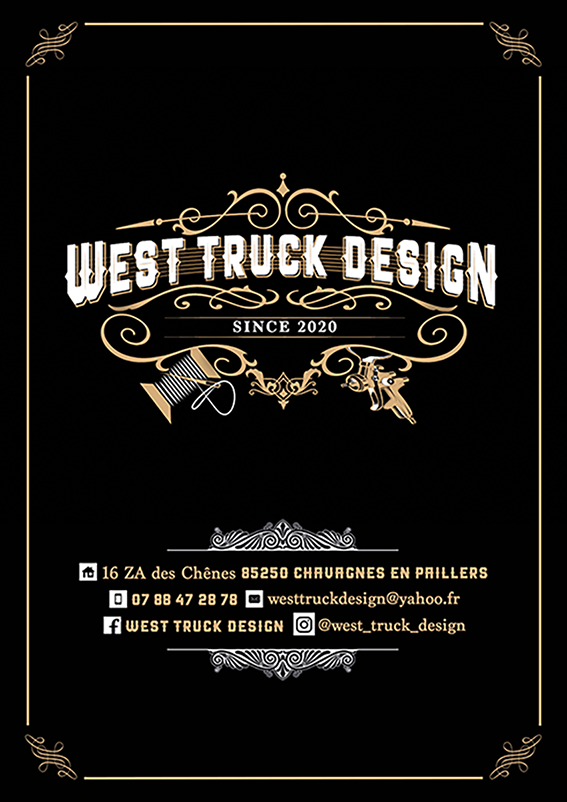 WEST TRUCK DESIGN
SINCE 2020
16 ZA des Chênes 85250 CHAVAGNES EN PAILLERS
07 88 47 28 78 westtruckdesign@yahoo.fr
WEST TRUCK DESIGN @west_truck_design